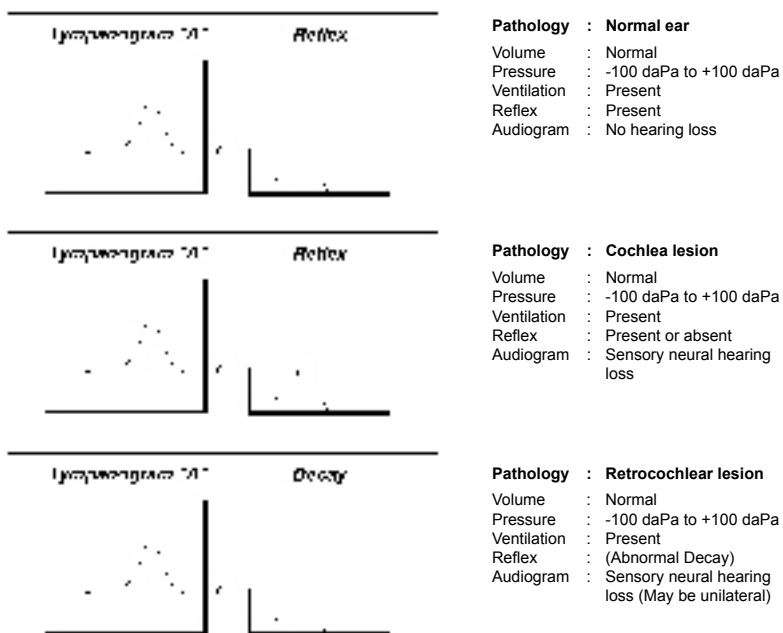 Reflex
Pathology : Normal ear
Volume : Normal
Pressure : -100 daPa to +100 daPa
Ventilation : Present
Reflex : Present
Audiogram : No hearing loss
Reflex
Pathology : Cochlea lesion
Volume : Normal
Pressure : -100 daPa to +100 daPa
Ventilation : Present
Reflex : Present or absent
Audiogram : Sensory neural hearing
loss
Decay
Pathology : Retrocochlear lesion
Volume : Normal
Pressure : -100 daPa to +100 daPa
Ventilation : Present
Reflex : (Abnormal Decay)
Audiogram : Sensory neural hearing
loss (May be unilateral)